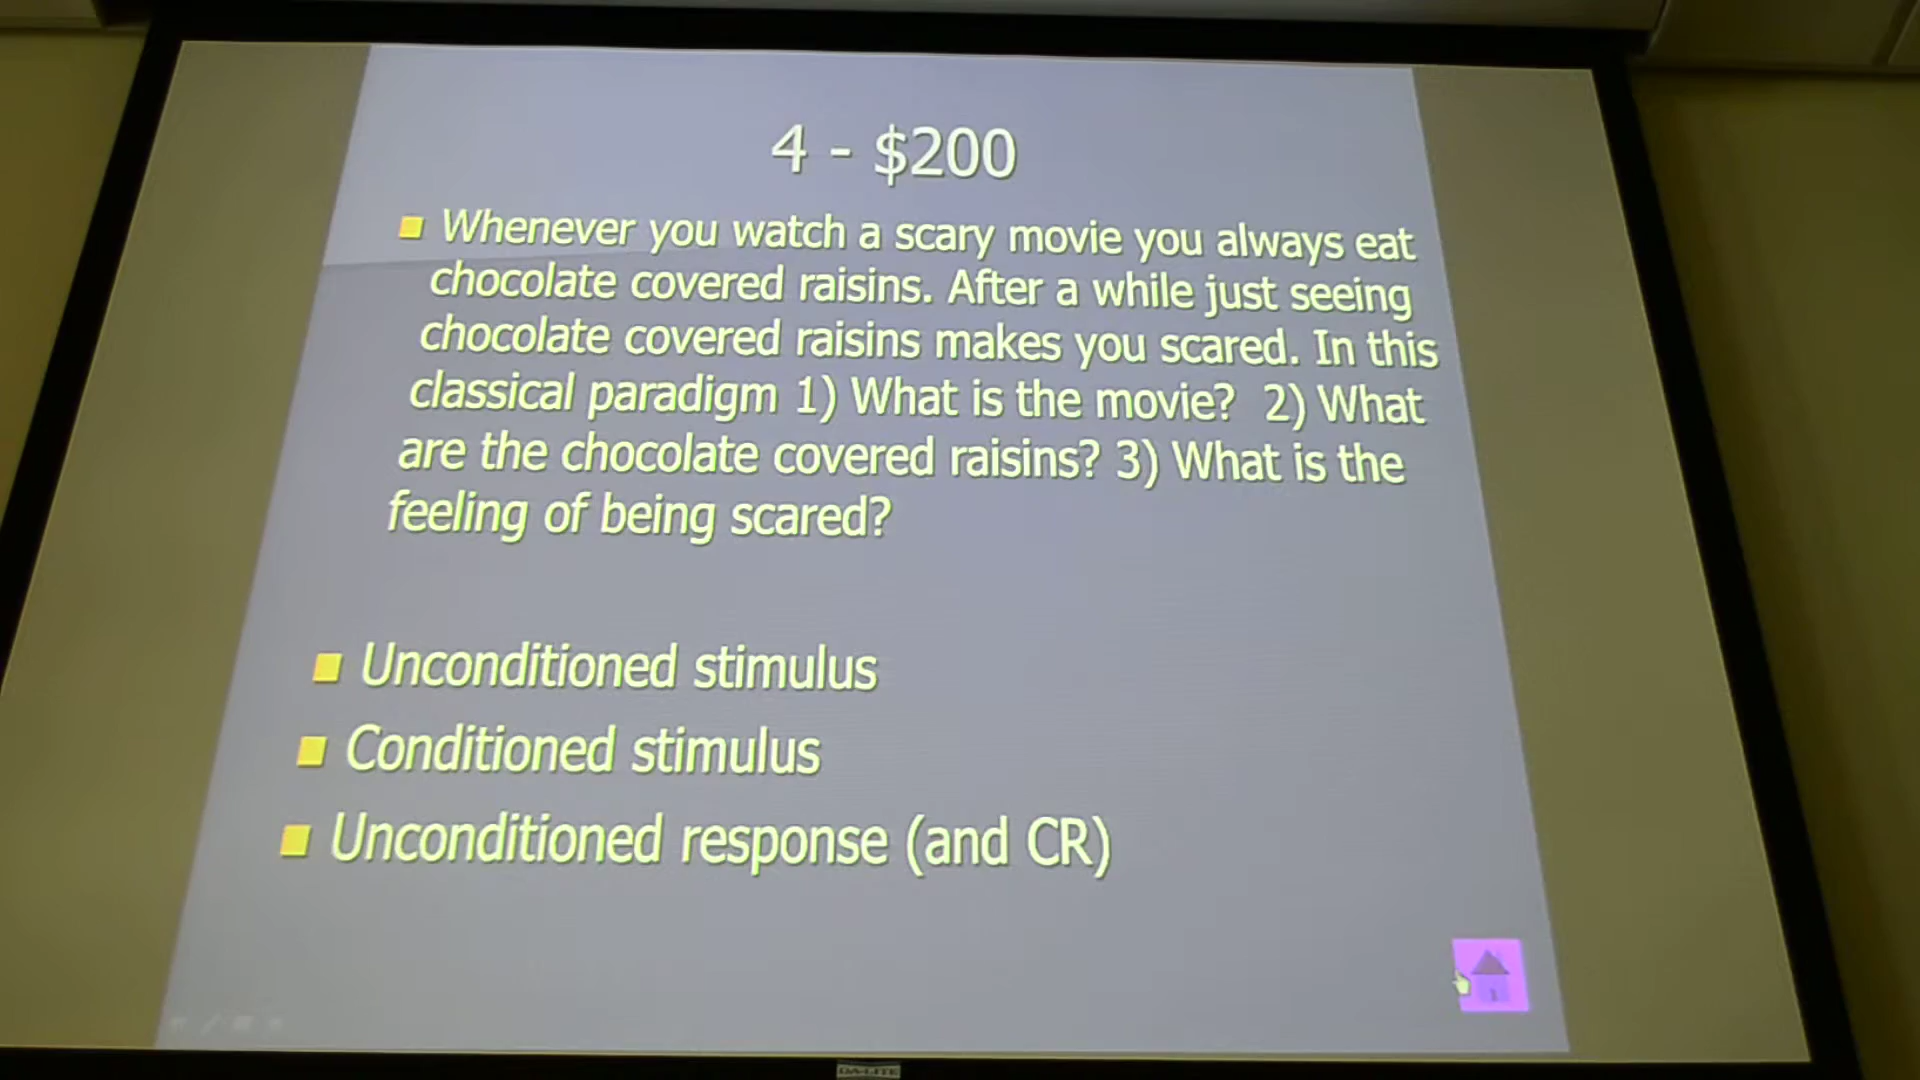 4 - $200
Whenever you watch a scary movie you always eat
chocolate covered raisins. After a while just seeing
chocolate covered raisins makes you scared. In this
classical paradigm 1) What is the movie? 2) What
are the chocolate covered raisins? 3) What is the
feeling of being scared?
Unconditioned stimulus
Conditioned stimulus
Unconditioned response (and CR)
DA-LITE